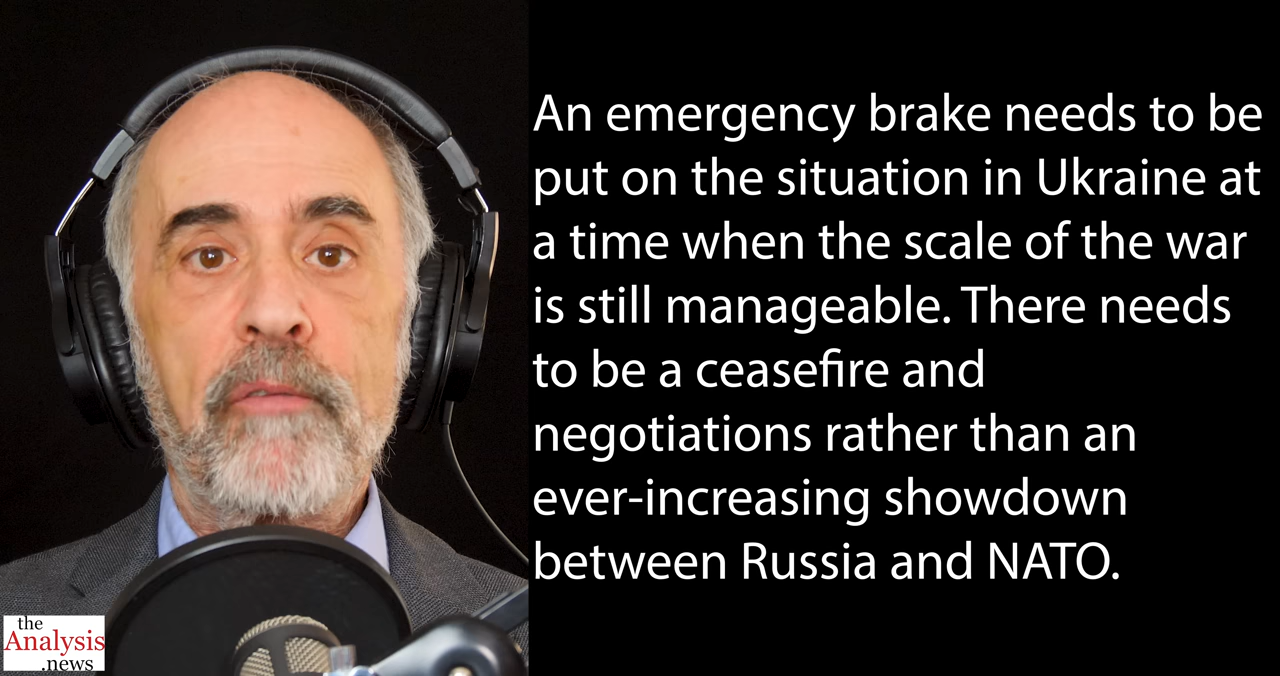 An emergency brake needs to be
put on the situation in Ukraine at
a time when the scale of the war
is still manageable. There needs
to be a ceasefire and
negotiations rather than an
ever-increasing showdown
between Russia and NATO.
the
Analysis
.news